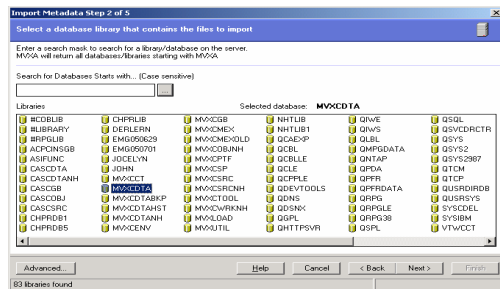 Import Metadata Step 2 of 5
Select a database library that contains the files to import
Enter a search mask to search for a library/database on the server.
MVXA will return all databases/libraries starting with MVXA
Search for Databases Starts with... (Case sensitive)
...
Libraries
Selected database: MVXCDTA
#COBLIB CHPRLIB MVXCGB NHTLIB QIWE QSQL
#LIBRARY DERLERN MVXCMEX NHTLIB1 QIWS QSVCDRCTR
#RPGLIB EMG050629 MVXCMEXOLD QCAEXP QLBL QSYS
ACPCINSGB EMG050701 MVXCOBJNH QCBL QMPGDATA QSYS2
ASIFUNC JOCELYN MVXCPTF QCBLLE QNTAP QSYS2987
CASCDTA JOHN MVXCSP QCLE QPDA QTCM
CASCDTANH MVXCCT MVXCSRC QCPPLE QPFR QTCP
CASCGB MVXCDTA MVXCSRCNH QDEVTOOLS QPFRDATA QUSRDIRDB
CASCOBJ MVXCDTABKP MVXCTOOL QDNS QRPG QUSRSYS
CASCSRC MVXCDTAHST MVXCWRKNH QDSNX QRPGLE SYSCDEL
CHPRDB1 MVXCDTANH MVXLOAD QGPL QRPG38 SYSIBM
CHPRDB5 MVXCENV MVXUTIL QHTTPSVR QSPL VTWCCT
Advanced... Help Cancel < Back Next > Finish
83 libraries found